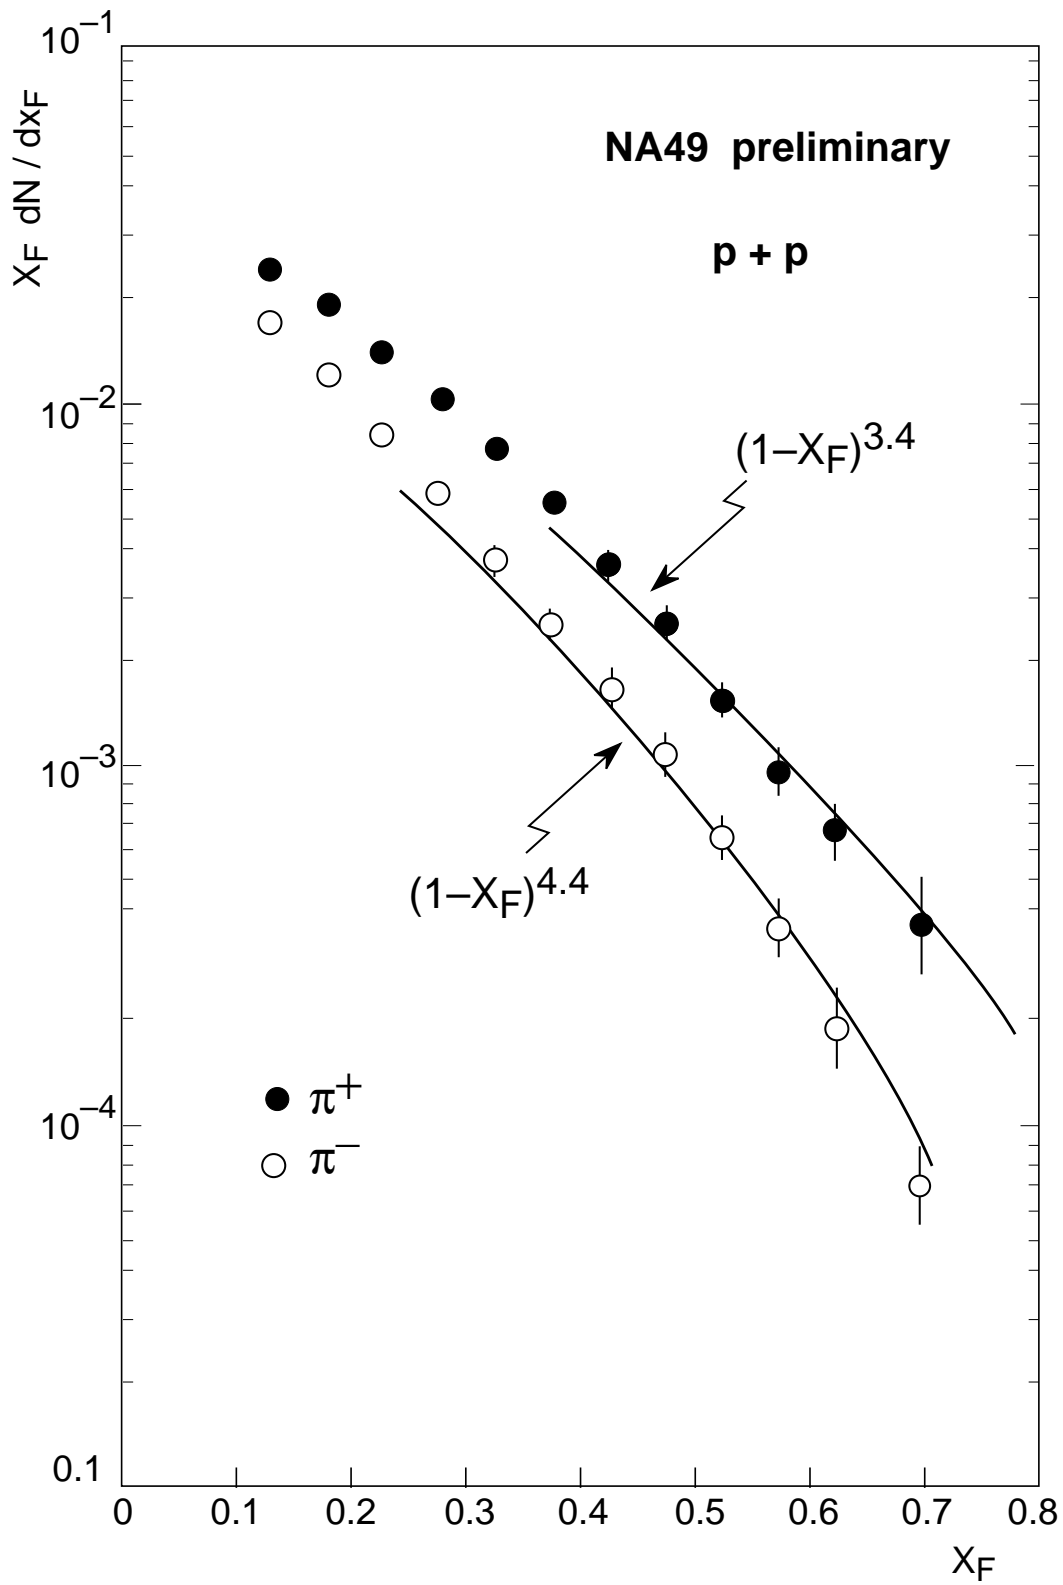 10⁻¹
X_F dN / dx_F
NA49 preliminary
p + p
10⁻²
(1–X_F)^3.4
10⁻³
(1–X_F)^4.4
π⁺
10⁻⁴
π⁻
0.1
0 0.1 0.2 0.3 0.4 0.5 0.6 0.7 0.8
X_F